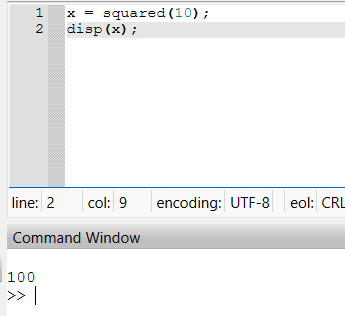 1 x = squared(10);
2 disp(x);
line: 2 col: 9 encoding: UTF-8 eol: CRL
Command Window
100
>>